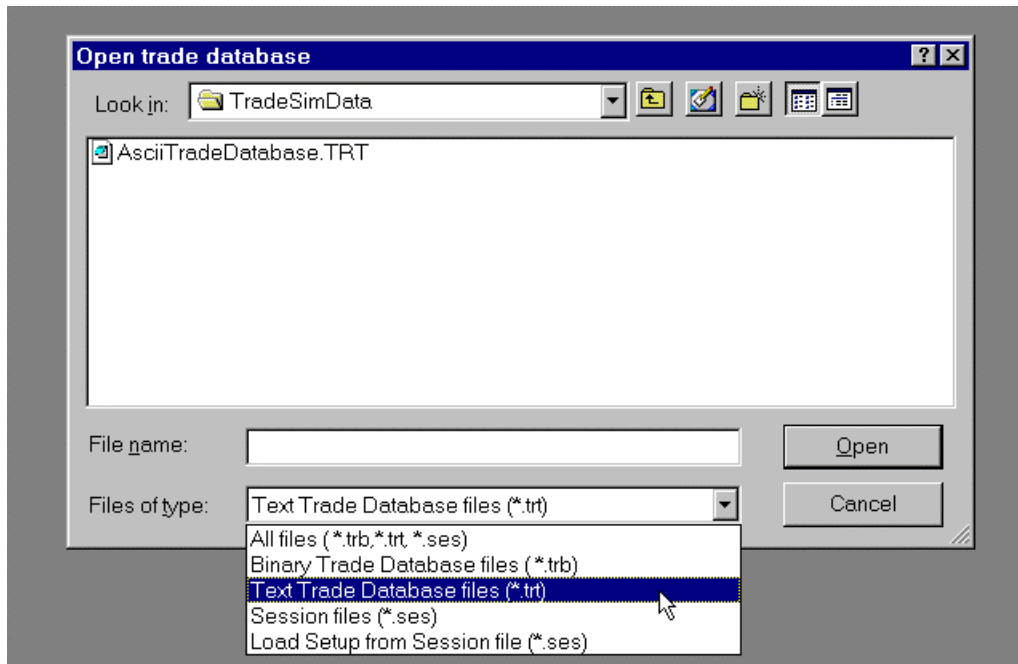 Open trade database
Look in: TradeSimData
AsciiTradeDatabase.TRT
File name:
Open
Files of type: Text Trade Database files (*.trt)
Cancel
All files ( *.trb,*.trt, *.ses)
Binary Trade Database files ( *.trb)
Text Trade Database files (*.trt)
Session files (*.ses)
Load Setup from Session file (*.ses)